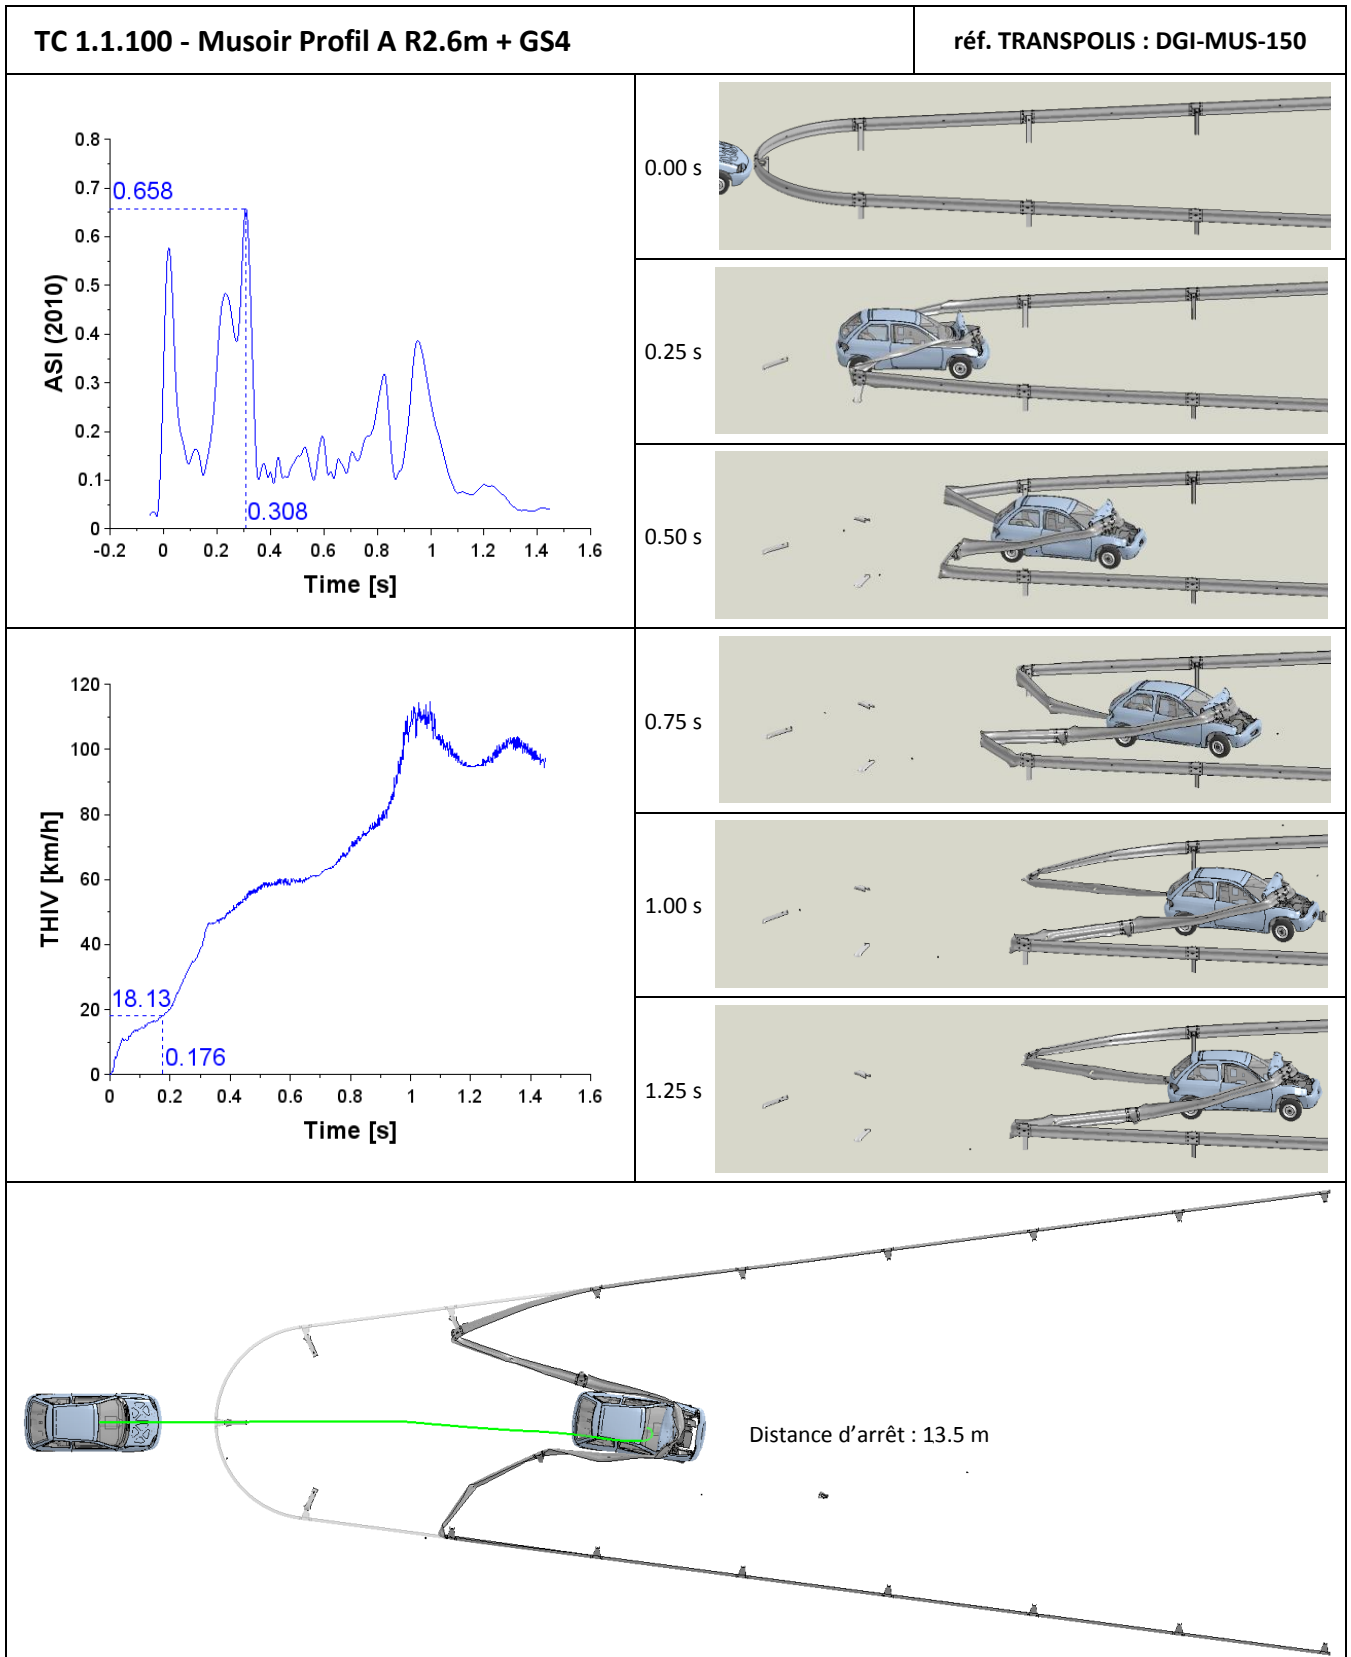 TC 1.1.100 - Musoir Profil A R2.6m + GS4
réf. TRANSPOLIS : DGI-MUS-150
0.8
0.7
0.6
0.5
0.4
0.3
0.2
0.1
0
0.658
0.308
ASI (2010)
-0.2 0 0.2 0.4 0.6 0.8 1 1.2 1.4 1.6
Time [s]
0.00 s
0.25 s
0.50 s
120
100
80
60
40
20
0
18.13
0.176
THIV [km/h]
0 0.2 0.4 0.6 0.8 1 1.2 1.4 1.6
Time [s]
0.75 s
1.00 s
1.25 s
Distance d'arrêt : 13.5 m